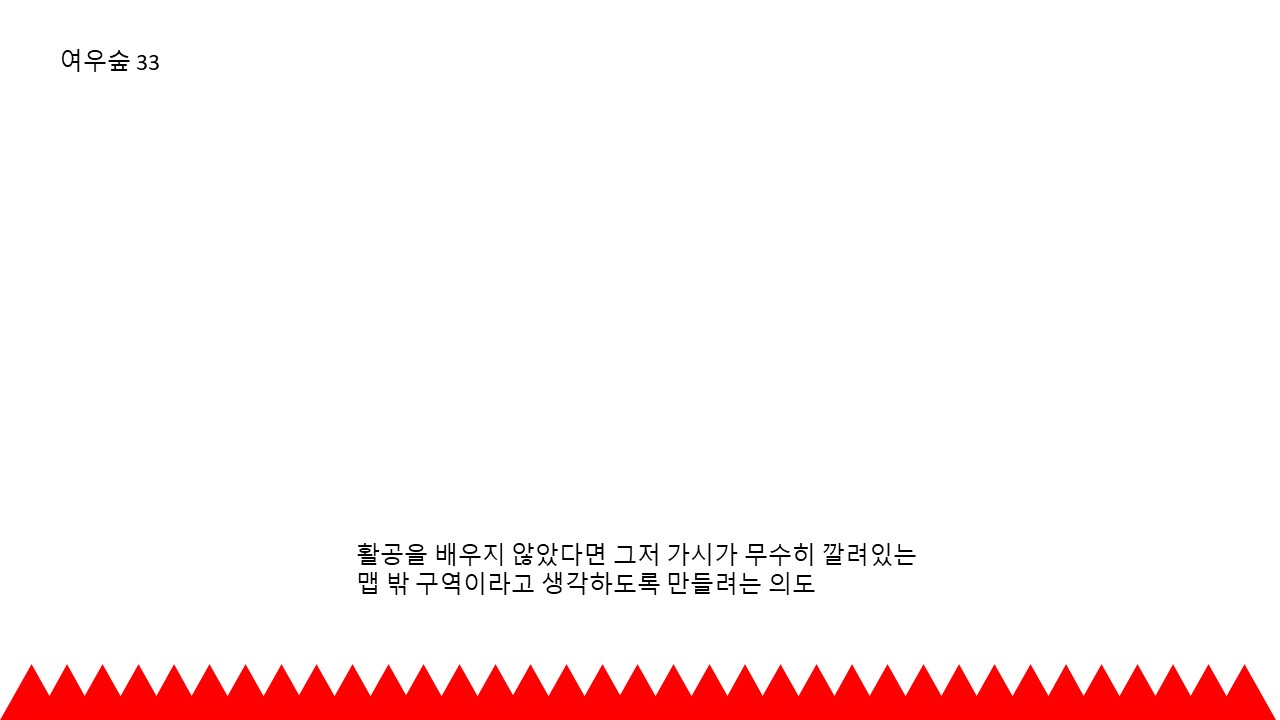 여우숲 33
활공을 배우지 않았다면 그저 가시가 무수히 깔려있는
맵 밖 구역이라고 생각하도록 만들려는 의도